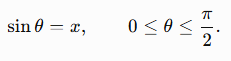 sin θ = x, 0 ≤ θ ≤ π/2.